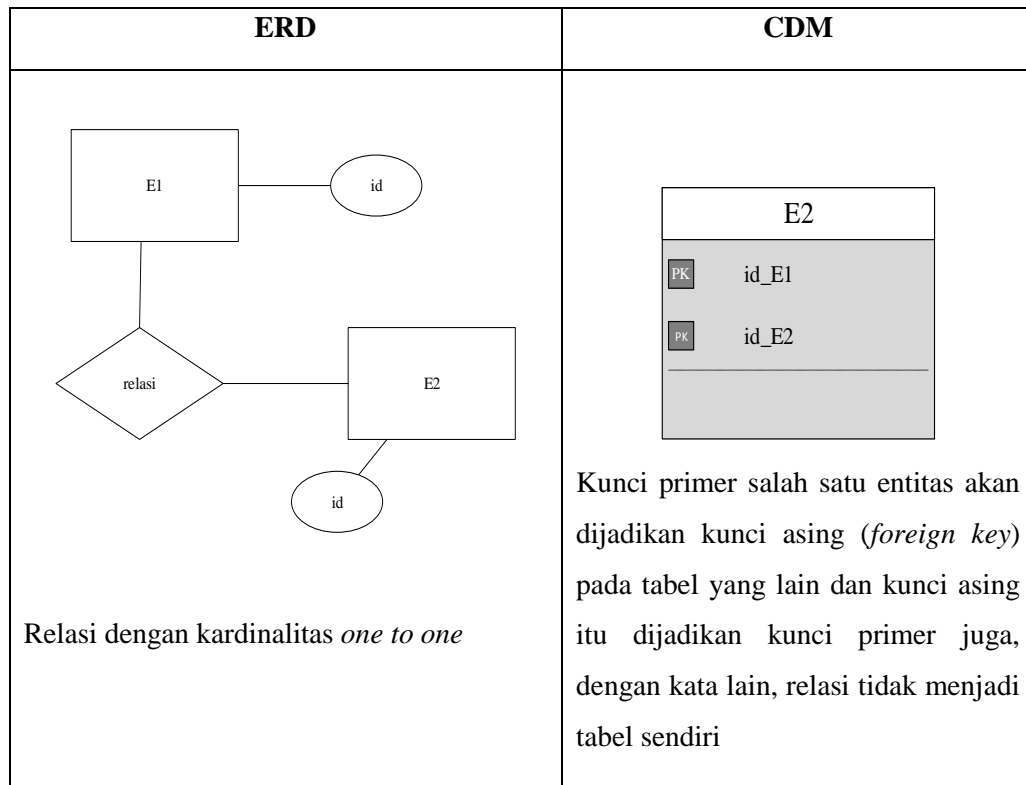 ERD
CDM
E1
id
relasi
E2
id
Relasi dengan kardinalitas one to one
E2
PK id_E1
PK id_E2
Kunci primer salah satu entitas akan
dijadikan kunci asing (foreign key)
pada tabel yang lain dan kunci asing
itu dijadikan kunci primer juga,
dengan kata lain, relasi tidak menjadi
tabel sendiri